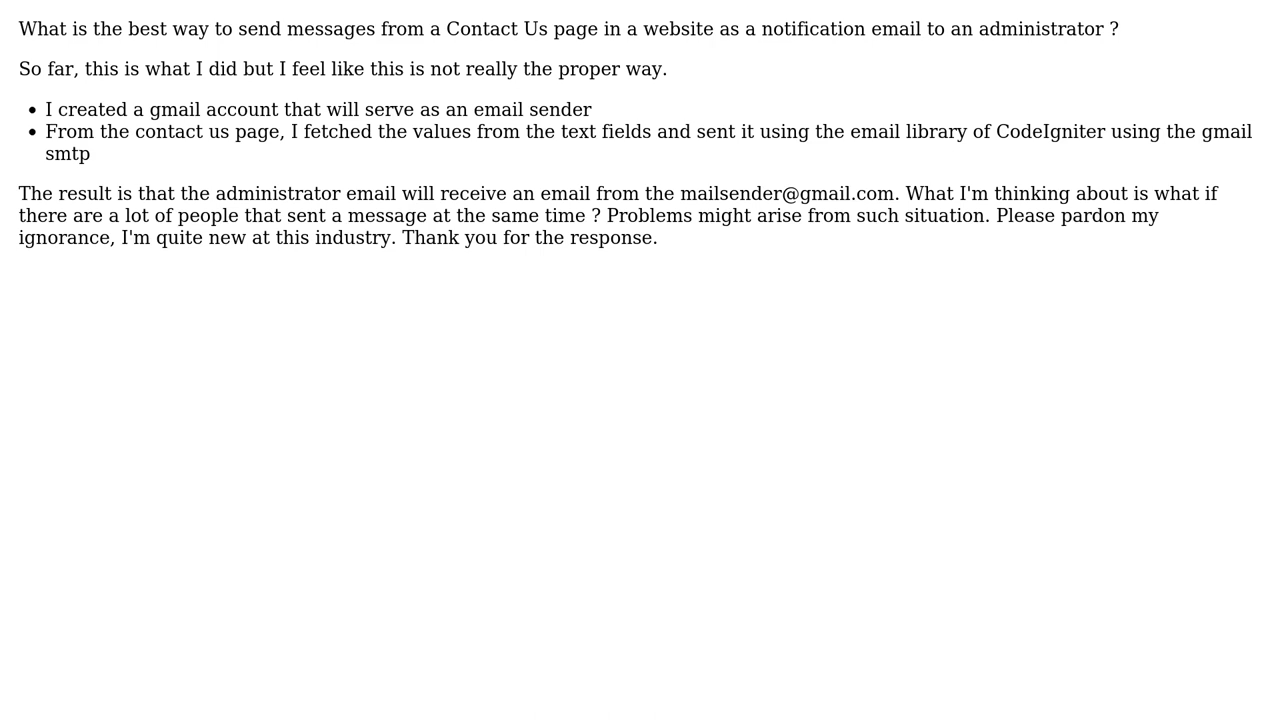 What is the best way to send messages from a Contact Us page in a website as a notification email to an administrator ?
So far, this is what I did but I feel like this is not really the proper way.
• I created a gmail account that will serve as an email sender
• From the contact us page, I fetched the values from the text fields and sent it using the email library of CodeIgniter using the gmail
smtp
The result is that the administrator email will receive an email from the mailsender@gmail.com. What I'm thinking about is what if
there are a lot of people that sent a message at the same time ? Problems might arise from such situation. Please pardon my
ignorance, I'm quite new at this industry. Thank you for the response.